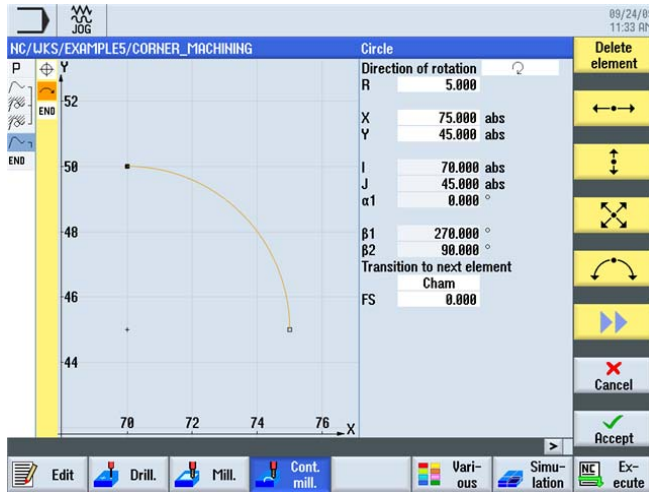 JOG
09/24/0
11:33 AM
NC/WKS/EXAMPLE5/CORNER_MACHINING
Circle
Delete
element
P
Y
END
END
52
50
48
46
44
70 72 74 76 X
Direction of rotation
R 5.000
X 75.000 abs
Y 45.000 abs
I 70.000 abs
J 45.000 abs
α1 0.000 °
β1 270.000 °
β2 90.000 °
Transition to next element
Cham
FS 0.000
Cancel
Accept
>
Edit
Drill.
Mill.
Cont.
mill.
Vari-
ous
Simu-
lation
NC
Ex-
ecute